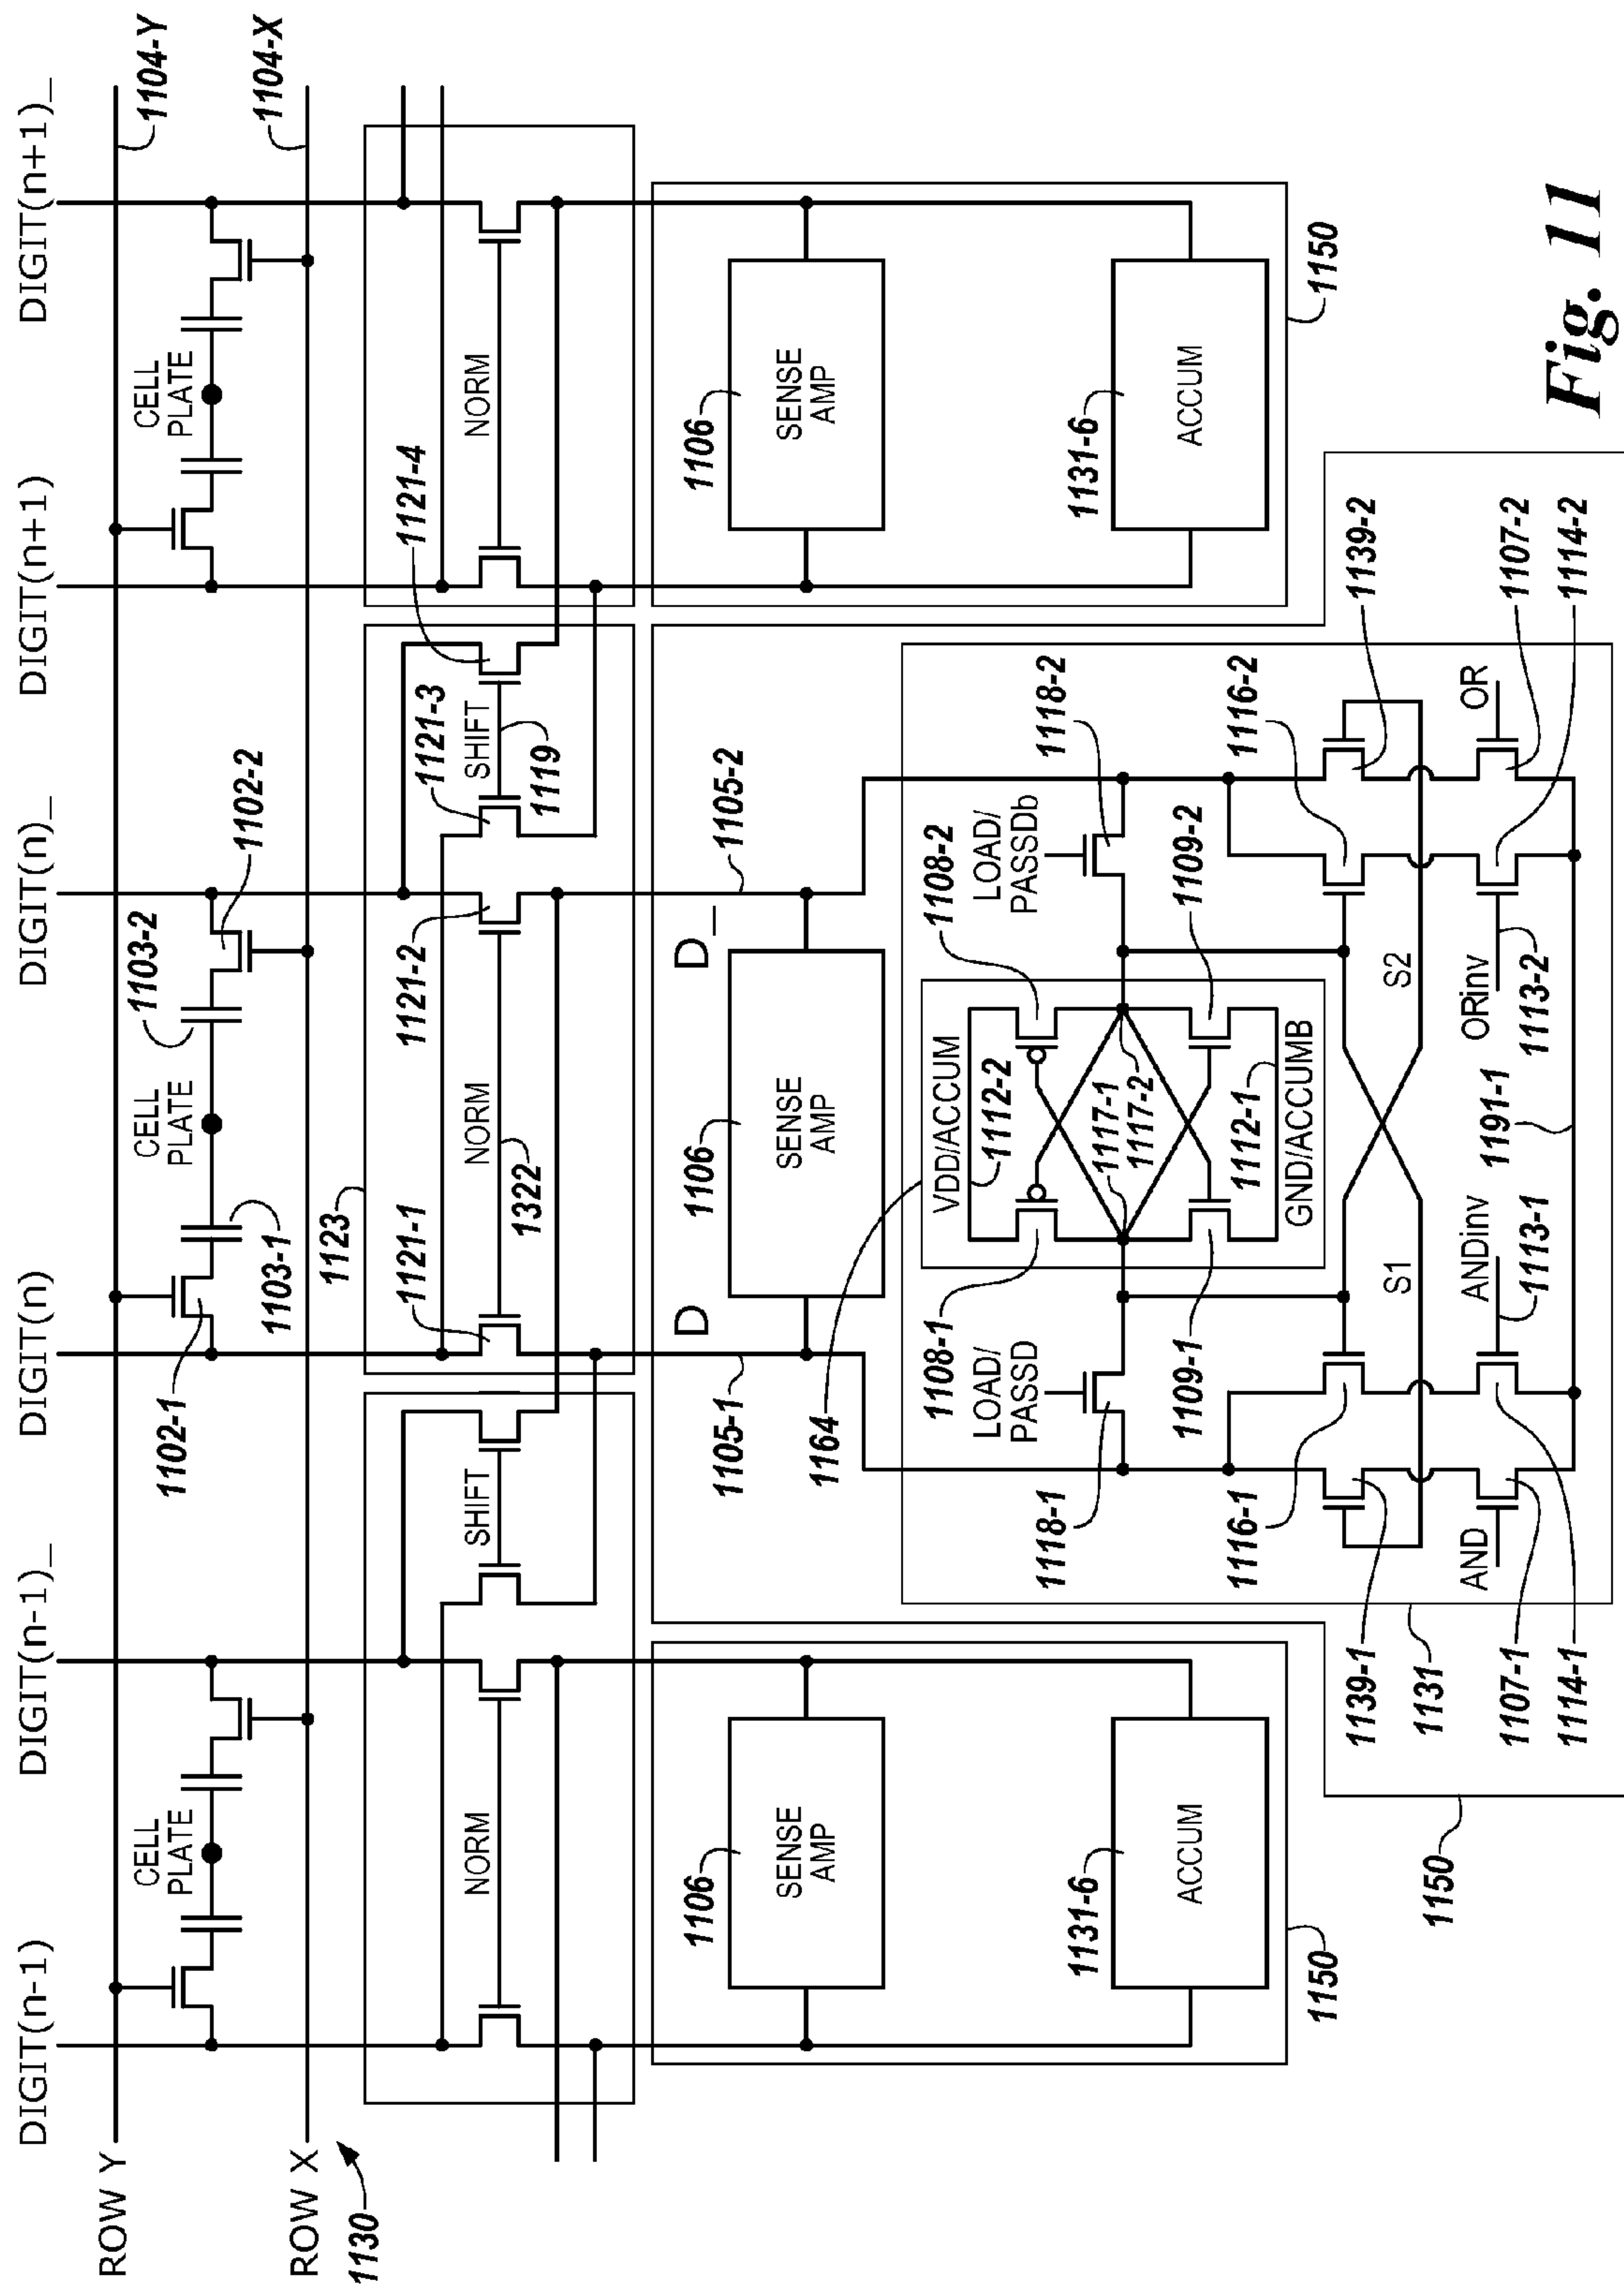 DIGIT(n-1)
DIGIT(n-1)_
DIGIT(n)
DIGIT(n)_
DIGIT(n+1)
DIGIT(n+1)_
ROW Y
1104-Y
ROW X
1104-X
1130
CELL
PLATE
1102-1
1103-1
CELL
PLATE
1103-2
1102-2
CELL
PLATE
1123
NORM
SHIFT
1121-1
NORM
1322
1121-2
1121-3
SHIFT
1119
1121-4
NORM
1105-1
D
D_
1105-2
1106
SENSE
AMP
1106
SENSE
AMP
1106
SENSE
AMP
1131-6
ACCUM
1150
1131-6
ACCUM
1150
1164
VDD/ACCUM
1112-2
1108-1
1108-2
LOAD/
PASSD
LOAD/
PASSDb
1118-1
1118-2
1117-1
1117-2
1109-1
1109-2
1112-1
GND/ACCUMB
1116-1
1116-2
1139-1
1139-2
S1
S2
1131
AND
ANDinv
ORinv
OR
1107-1
1113-1
1113-2
1107-2
1114-1
1191-1
1114-2
1150
Fig. 11